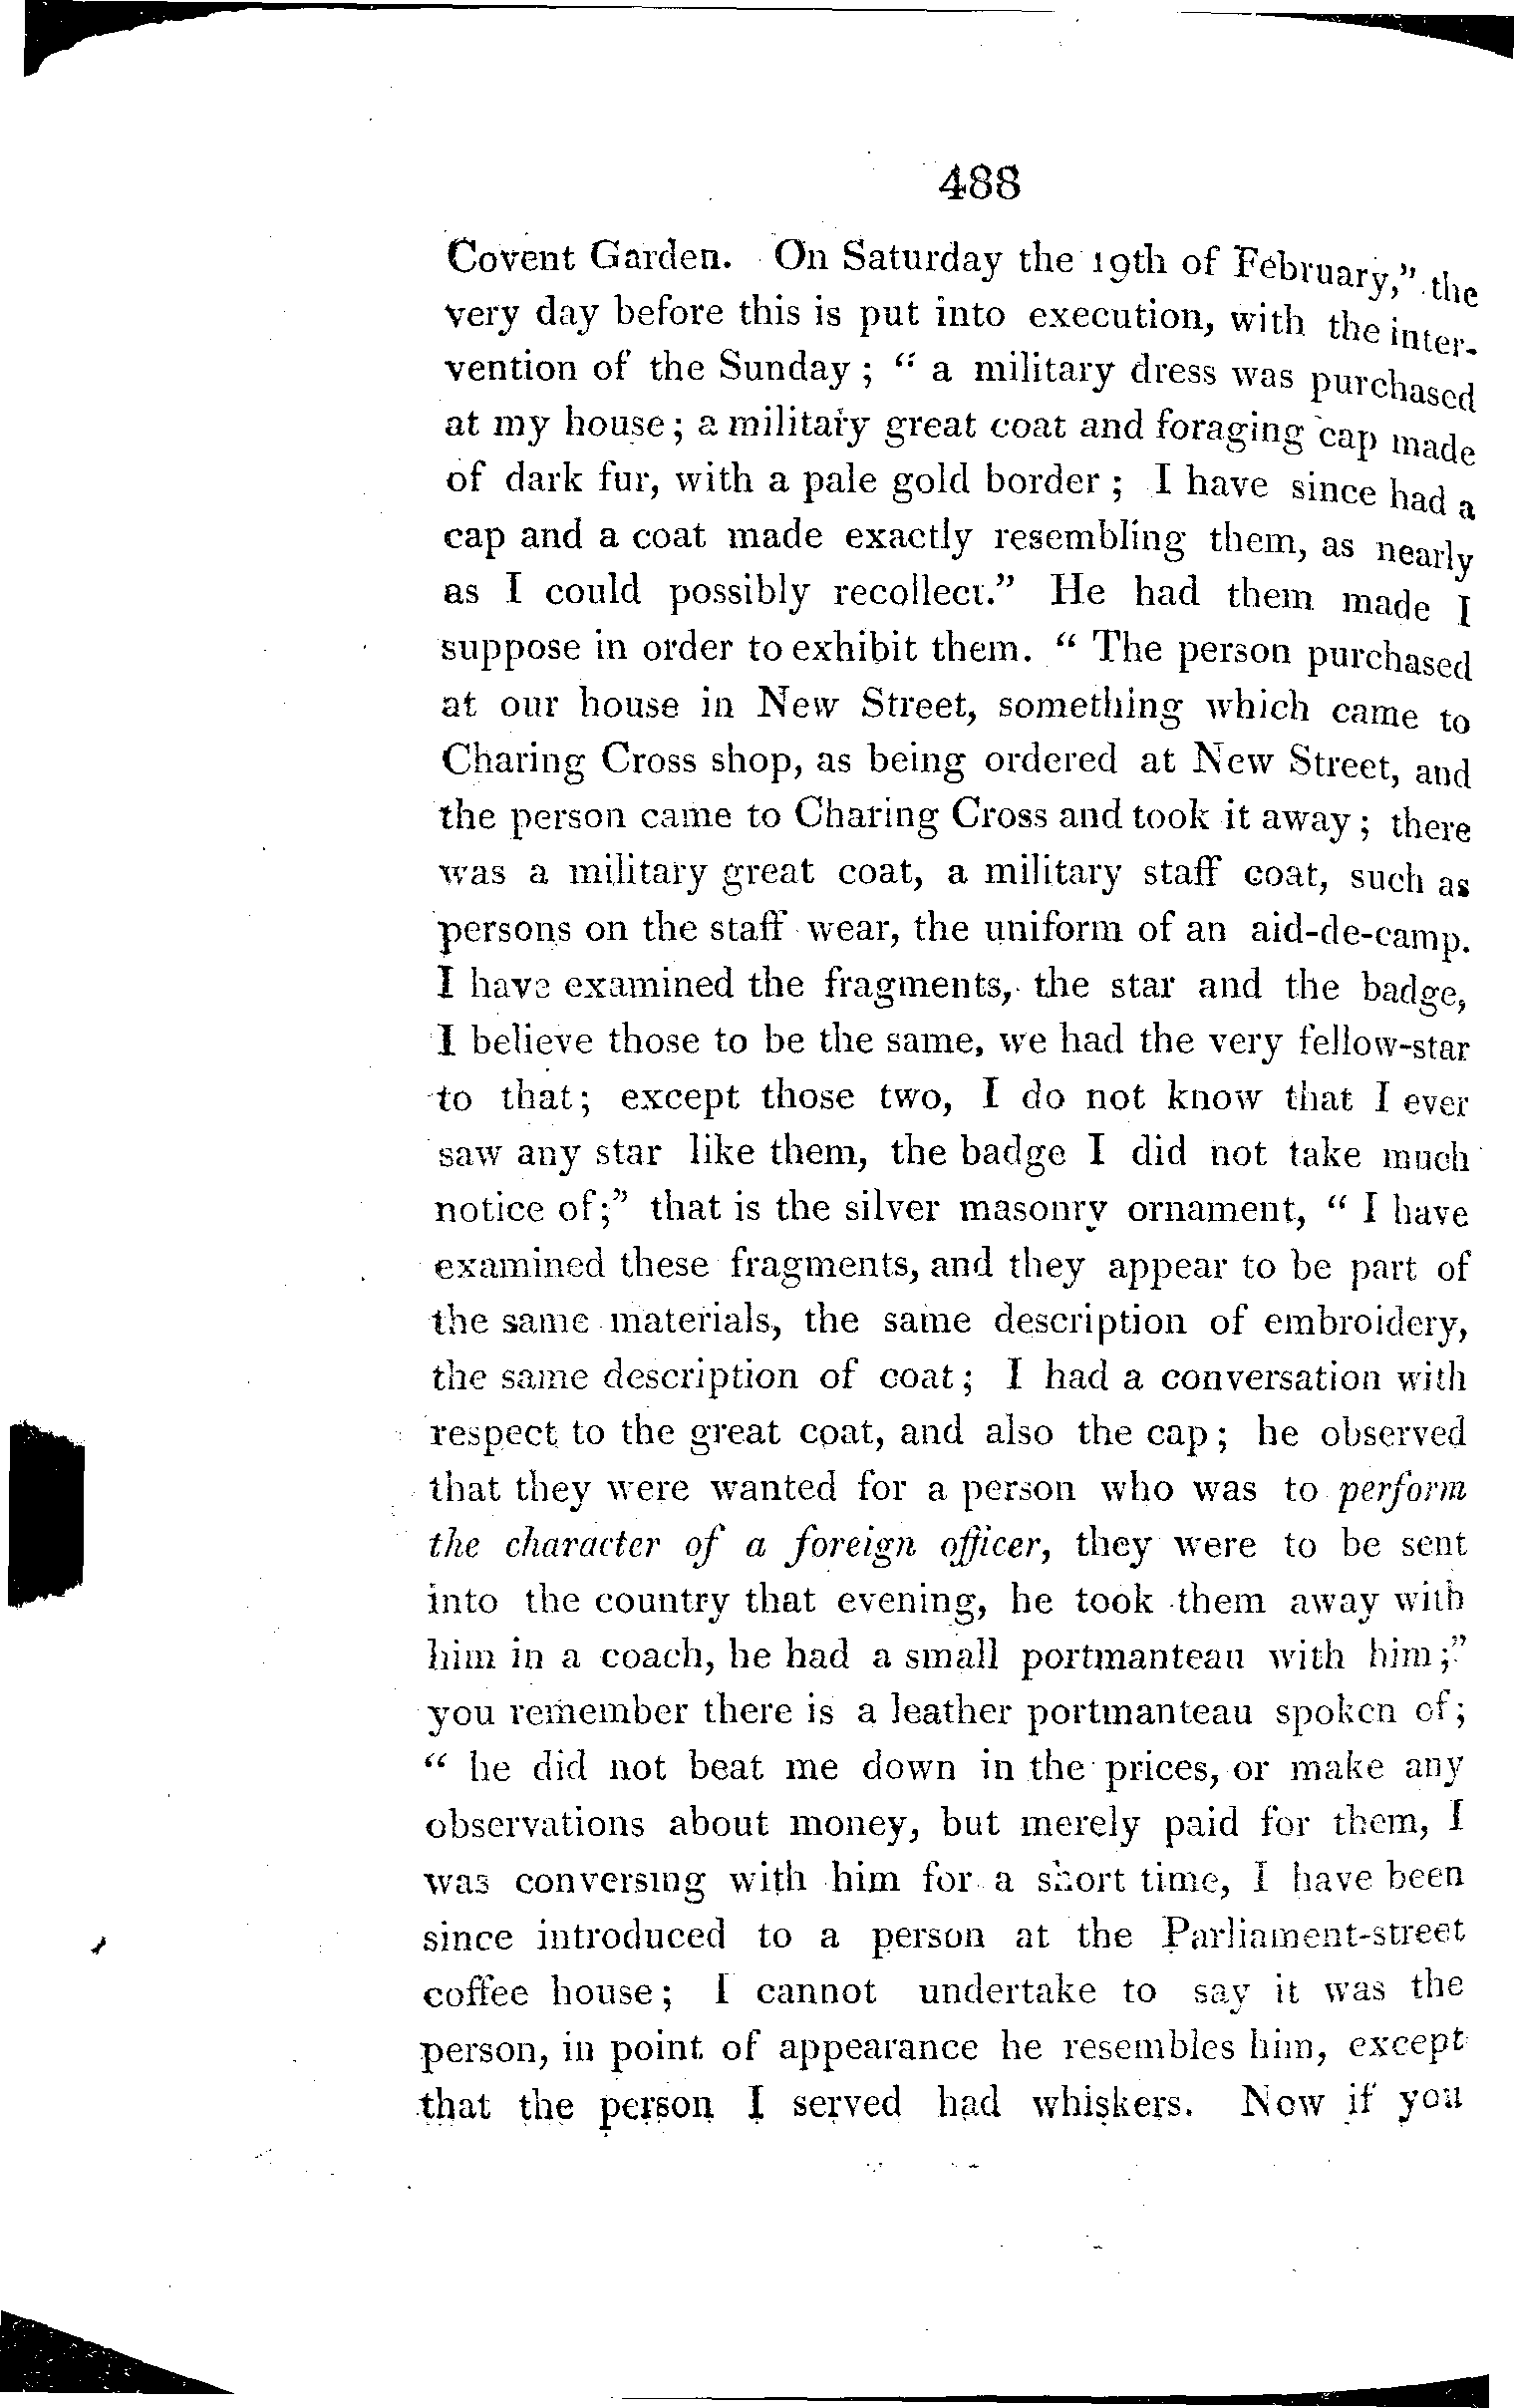 488
Covent Garden. On Saturday the 19th of February,” the
very day before this is put into execution, with the inter-
vention of the Sunday; “ a military dress was purchased
at my house; a military great coat and foraging cap made
of dark fur, with a pale gold border; I have since had a
cap and a coat made exactly resembling them, as nearly
as I could possibly recollect.” He had them made I
suppose in order to exhibit them. “ The person purchased
at our house in New Street, something which came to
Charing Cross shop, as being ordered at New Street, and
the person came to Charing Cross and took it away; there
was a military great coat, a military staff coat, such as
persons on the staff wear, the uniform of an aid-de-camp.
I have examined the fragments, the star and the badge,
I believe those to be the same, we had the very fellow-star
to that; except those two, I do not know that I ever
saw any star like them, the badge I did not take much
notice of;” that is the silver masonry ornament, “ I have
examined these fragments, and they appear to be part of
the same materials, the same description of embroidery,
the same description of coat; I had a conversation with
respect to the great coat, and also the cap; he observed
that they were wanted for a person who was to perform
the character of a foreign officer, they were to be sent
into the country that evening, he took them away with
him in a coach, he had a small portmanteau with him;”
you remember there is a leather portmanteau spoken of;
“ he did not beat me down in the prices, or make any
observations about money, but merely paid for them, I
was conversing with him for a short time, I have been
since introduced to a person at the Parliament-street
coffee house; I cannot undertake to say it was the
person, in point of appearance he resembles him, except
that the person I served had whiskers. Now if you